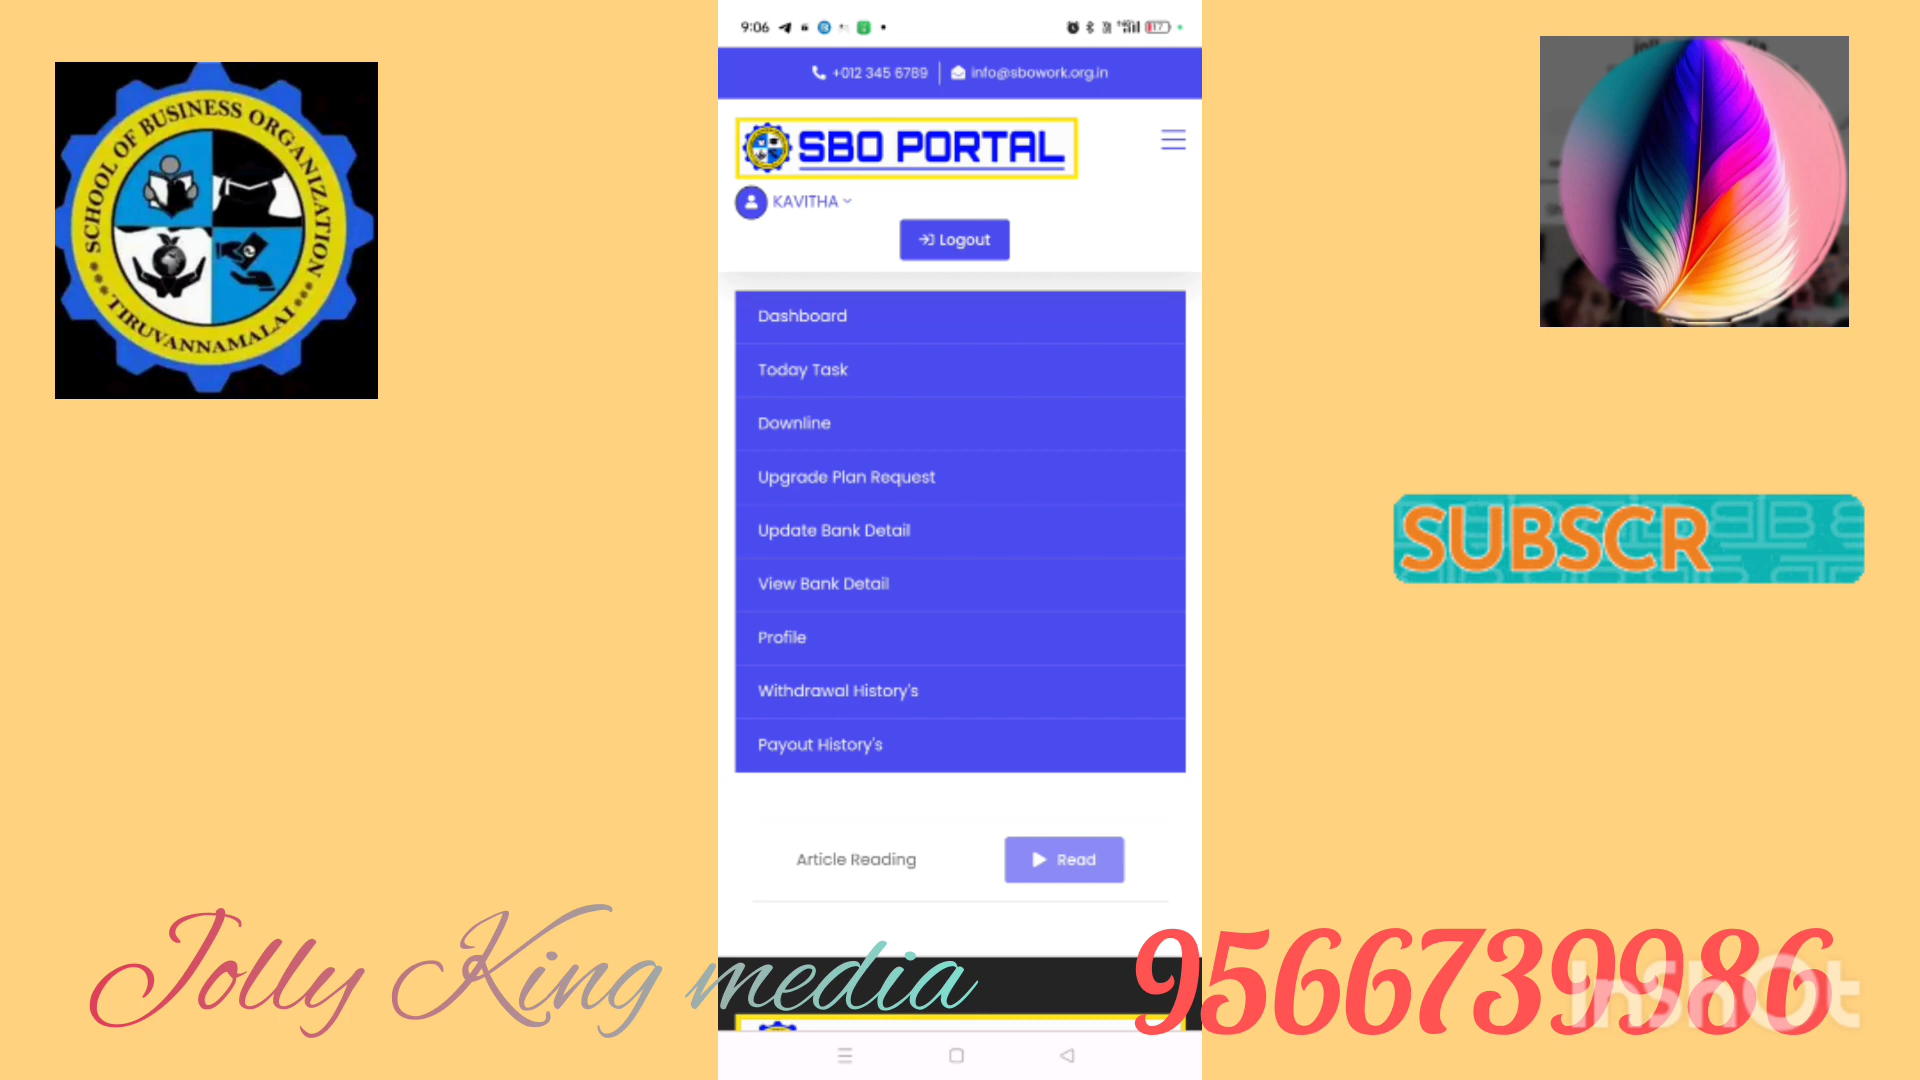 SCHOOL OF BUSINESS ORGANIZATION
TIRUVANNAMALAI
9:06
17
+012 345 6789
info@sbowork.org.in
SBO PORTAL
KAVITHA
Logout
Dashboard
Today Task
Downline
Upgrade Plan Request
Update Bank Detail
View Bank Detail
Profile
Withdrawal History's
Payout History's
Article Reading
Read
SUBSCR
Jolly King media
9566739986
InShOt